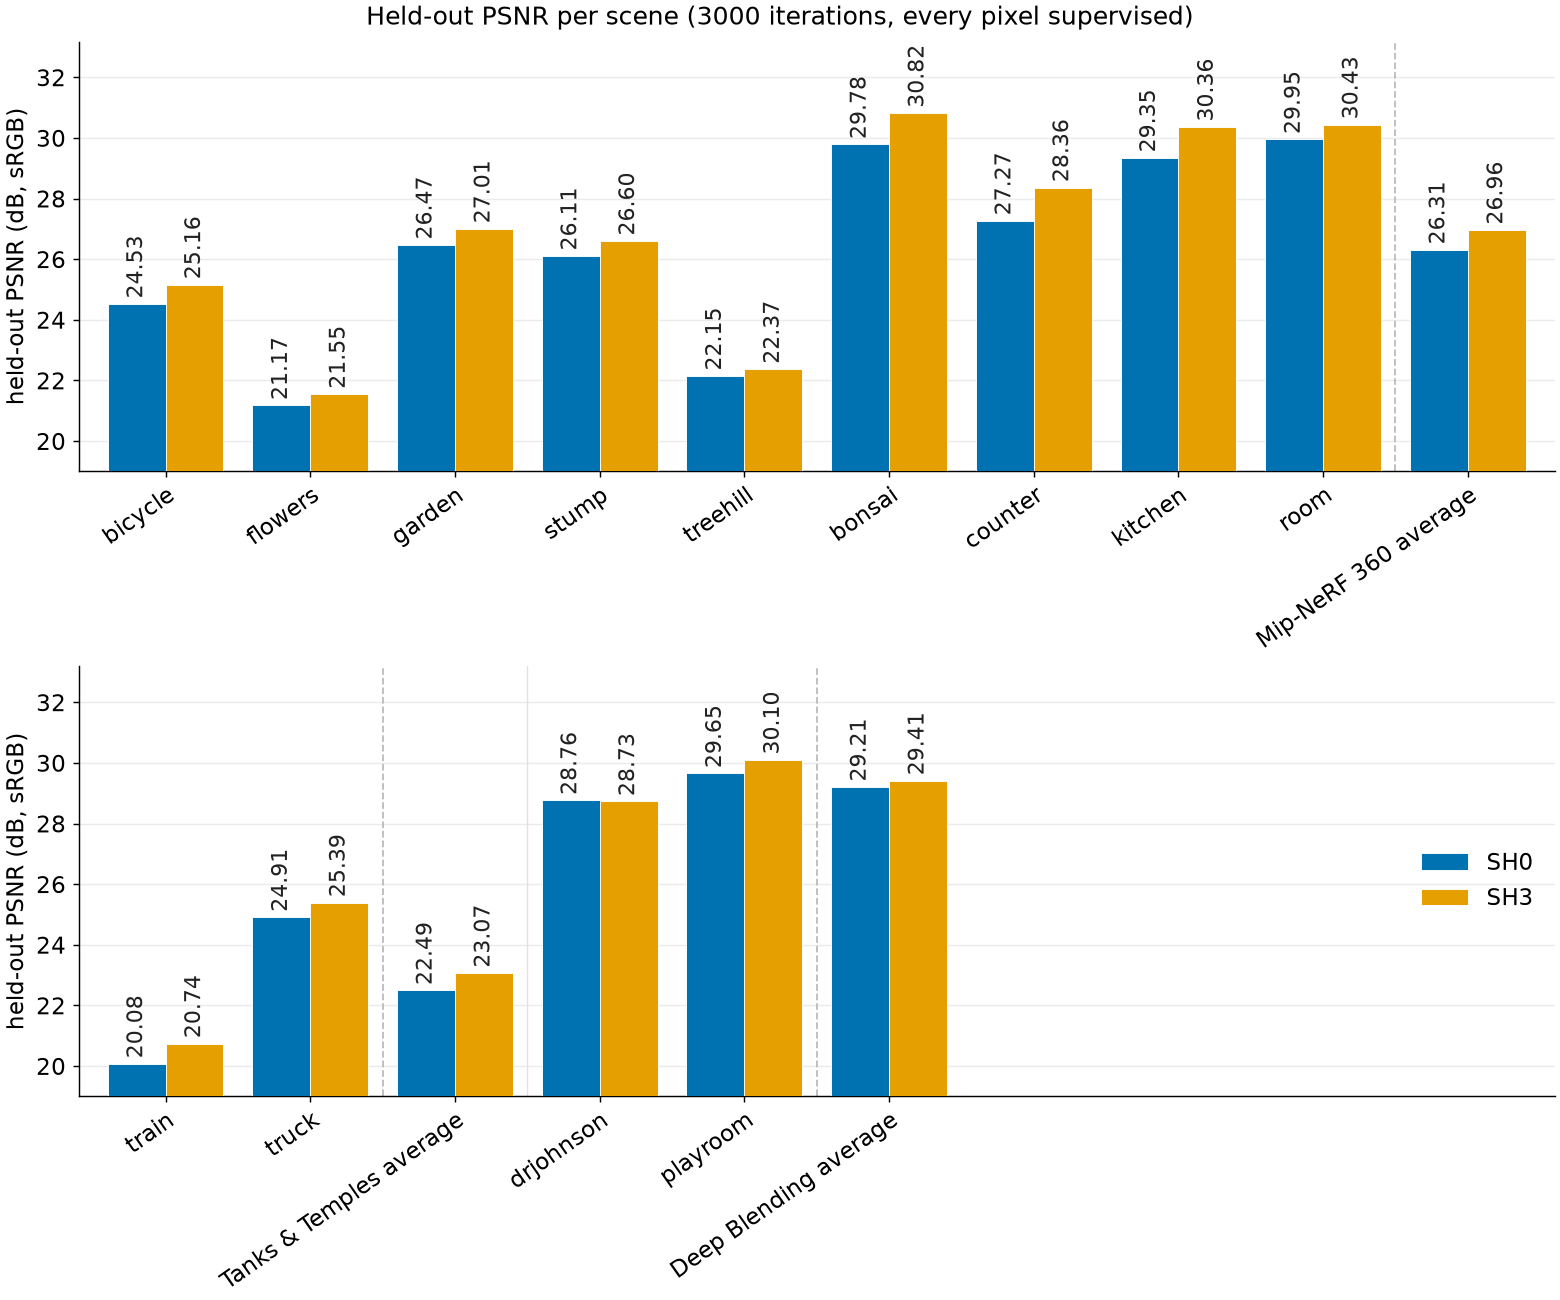 Held-out PSNR per scene (3000 iterations, every pixel supervised)
held-out PSNR (dB, sRGB)
32
30
28
26
24
22
20
24.53
25.16
21.17
21.55
26.47
27.01
26.11
26.60
22.15
22.37
29.78
30.82
27.27
28.36
29.35
30.36
29.95
30.43
26.31
26.96
bicycle
flowers
garden
stump
treehill
bonsai
counter
kitchen
room
Mip-NeRF 360 average
held-out PSNR (dB, sRGB)
32
30
28
26
24
22
20
20.08
20.74
24.91
25.39
22.49
23.07
28.76
28.73
29.65
30.10
29.21
29.41
SH0
SH3
train
truck
Tanks & Temples average
drjohnson
playroom
Deep Blending average